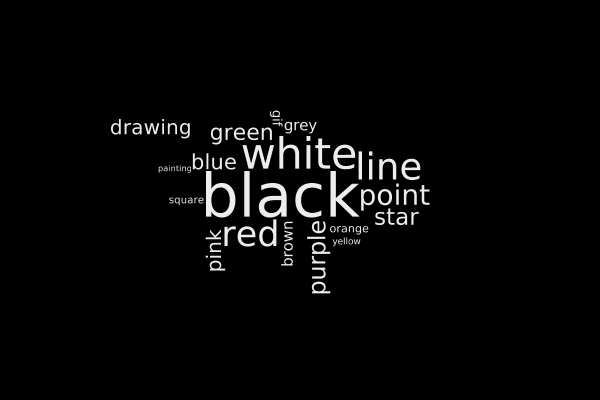 gif
drawing
green
grey
white
blue
line
painting
black
point
square
star
red
orange
brown
purple
pink
yellow